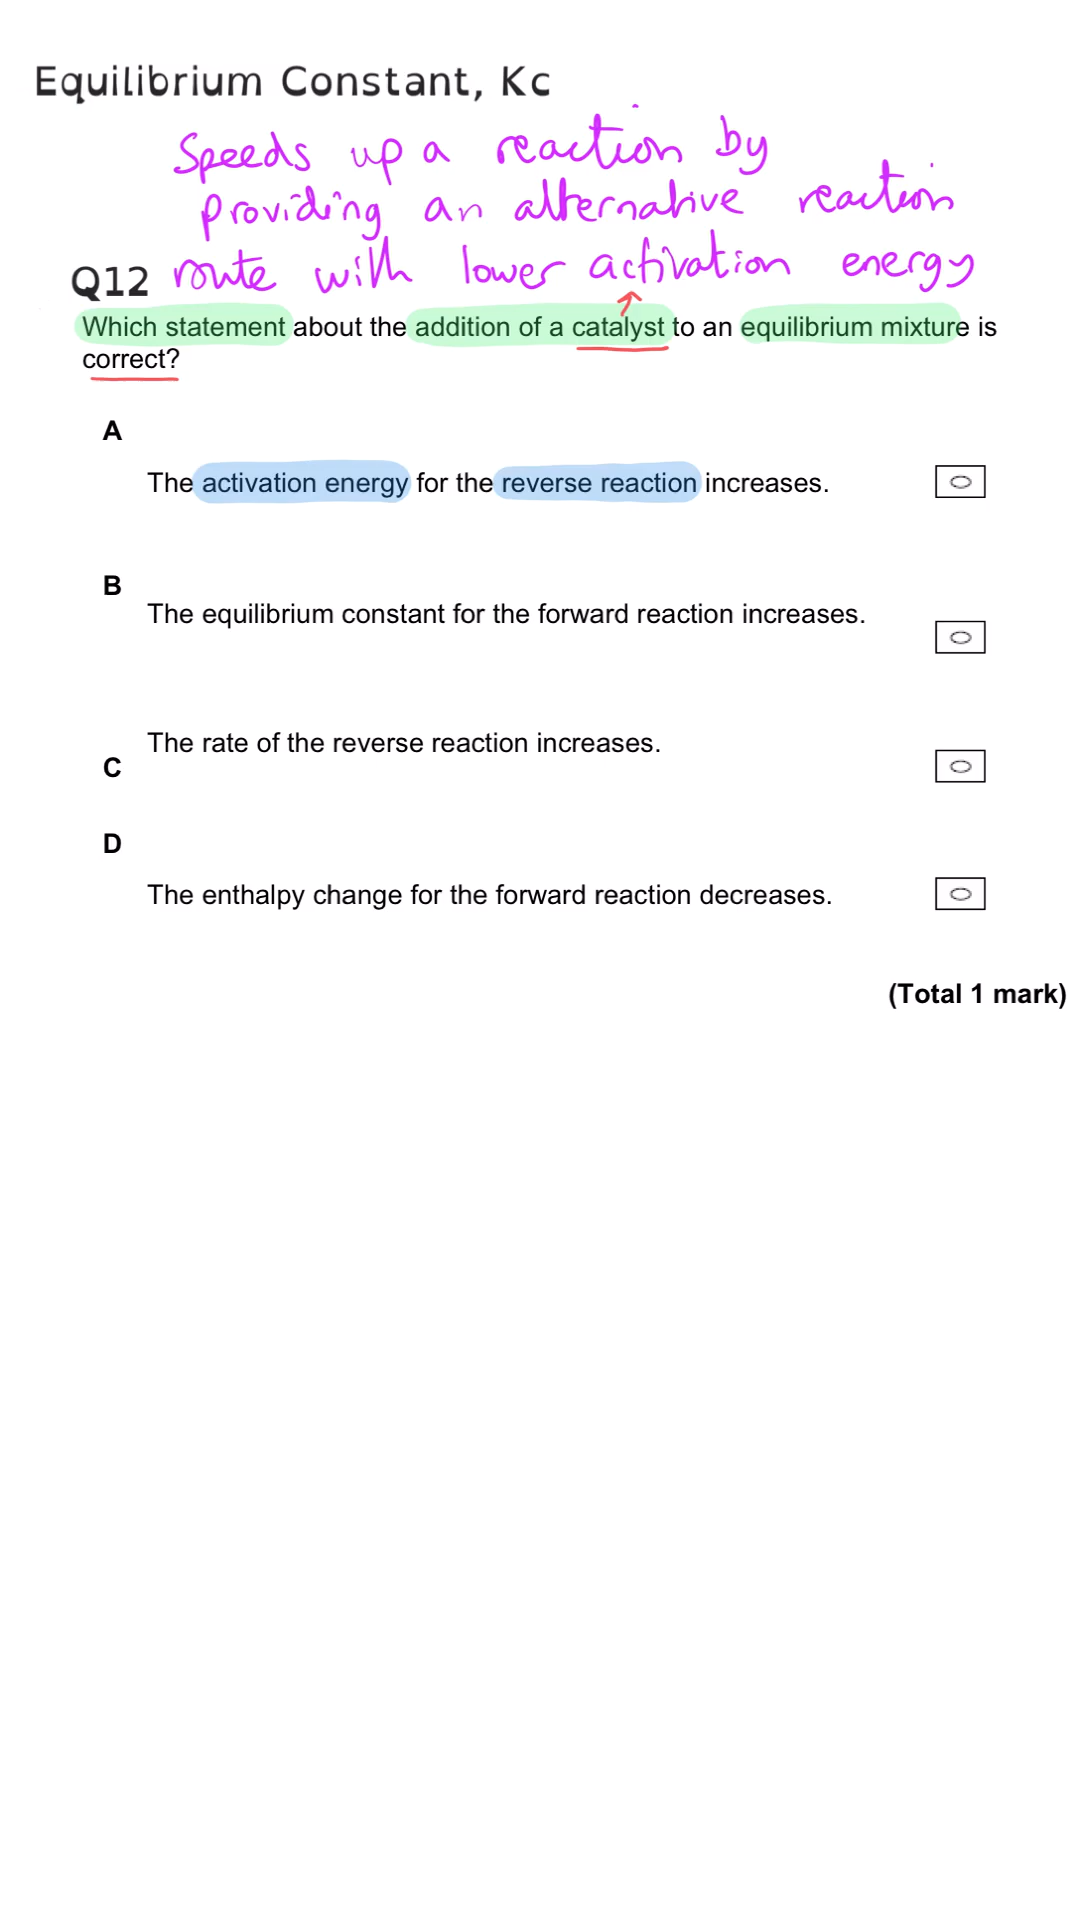 Equilibrium Constant, Kc
Speeds up a reaction by
providing an alternative reaction
Q12 route with lower activation energy
Which statement about the addition of a catalyst to an equilibrium mixture is
correct?
A
The activation energy for the reverse reaction increases.
B
The equilibrium constant for the forward reaction increases.
The rate of the reverse reaction increases.
C
D
The enthalpy change for the forward reaction decreases.
(Total 1 mark)